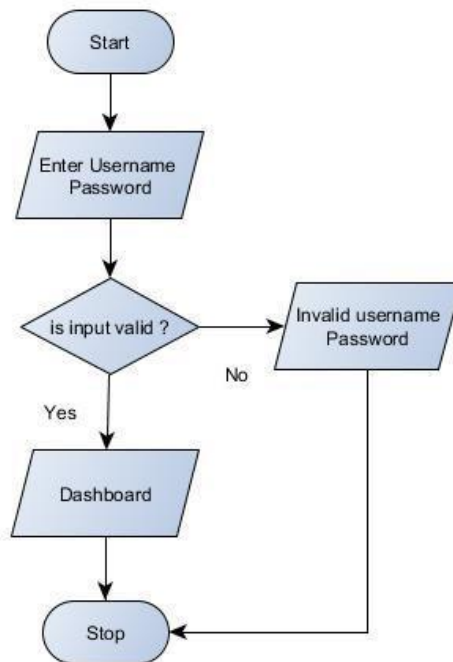 Start
Enter Username
Password
is input valid ?
Invalid username
Password
No
Yes
Dashboard
Stop